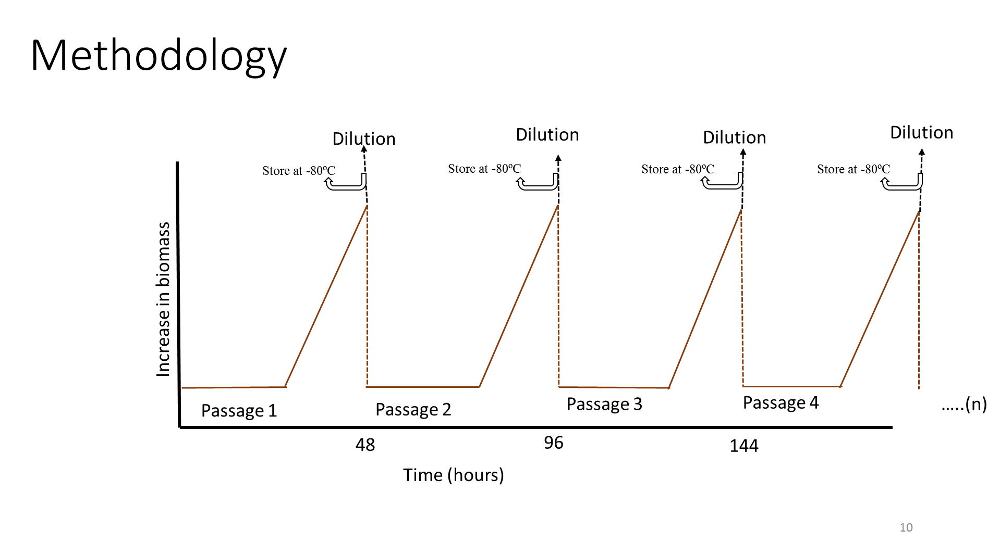 Methodology
Dilution
Dilution
Dilution
Dilution
Store at -80ºC
Store at -80ºC
Store at -80ºC
Store at -80ºC
Increase in biomass
Passage 1
Passage 2
Passage 3
Passage 4
.....(n)
48
96
144
Time (hours)
10